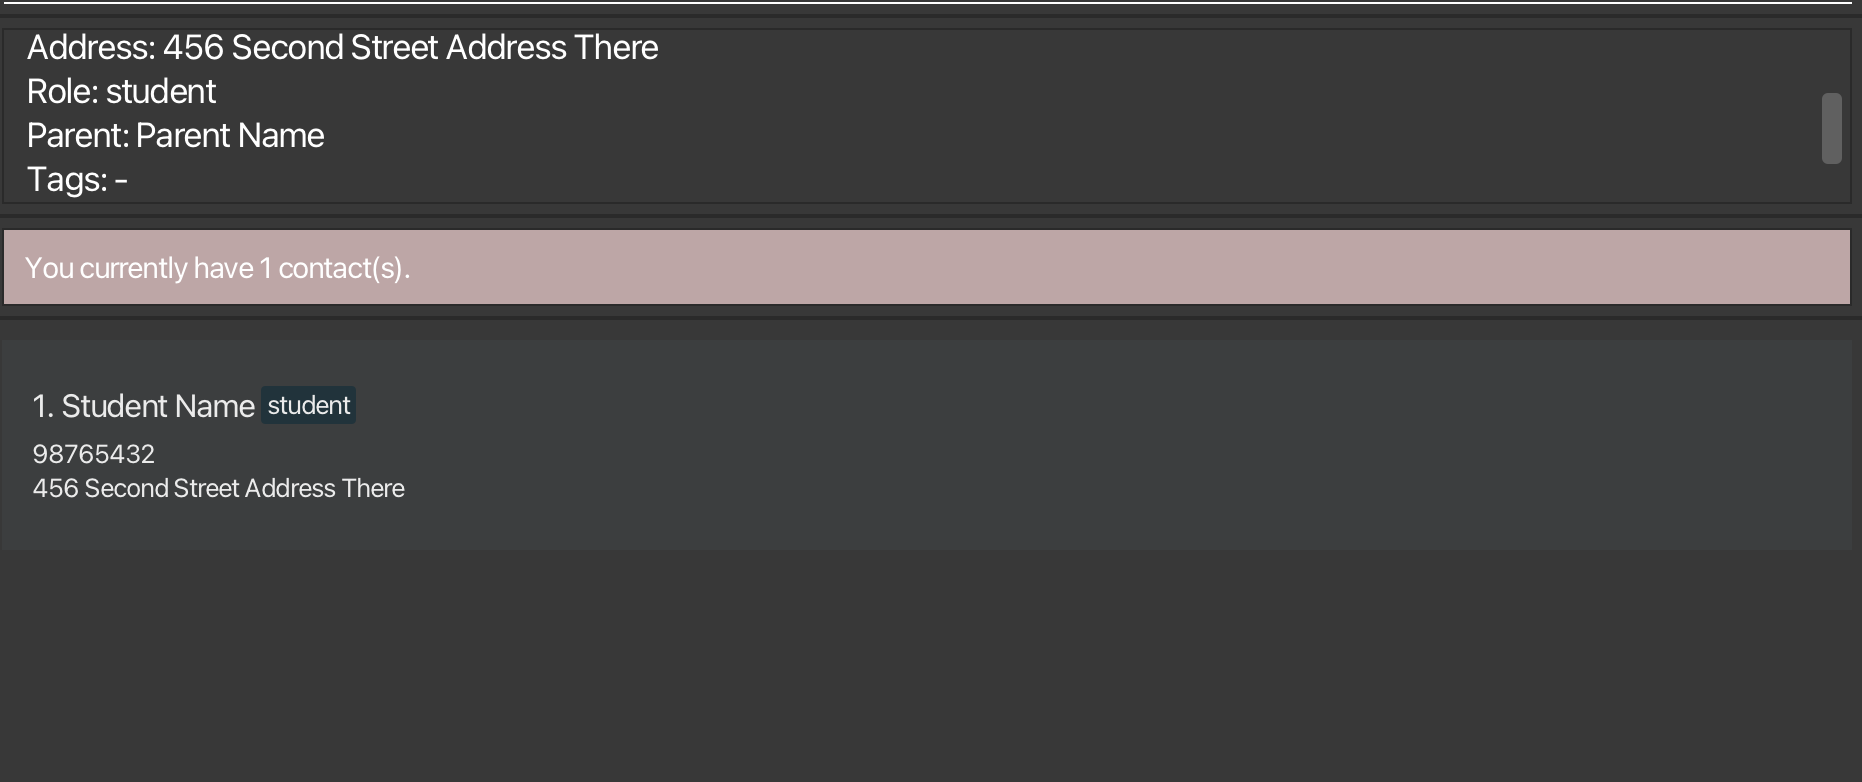 Address: 456 Second Street Address There
Role: student
Parent: Parent Name
Tags: -
You currently have 1 contact(s).
1. Student Name student
98765432
456 Second Street Address There